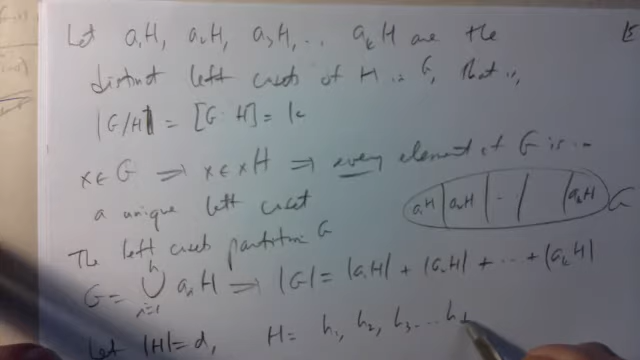 Let a₁H, a₂H, a₃H, ... aₖH are the
distinct left cosets of H in G, that is,
|G/H| = [G : H] = k
x ∈ G ⇒ x ∈ xH ⇒ every element of G is in
a unique left coset
a₁H | a₂H | ... | | aₖH G
The left cosets partition G
G = ∪ aᵢH ⇒ |G| = |a₁H| + |a₂H| + ... + |aₖH|
i=1
Let |H| = d, H = h₁, h₂, h₃ ... h